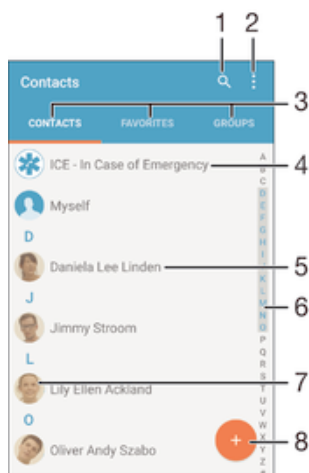 1 2
Contacts
3
CONTACTS FAVORITES GROUPS
ICE - In Case of Emergency 4
Myself
D
Daniela Lee Linden 5
J
Jimmy Stroom
6
L
Lily Ellen Ackland
7
O
Oliver Andy Szabo
+ 8
A
B
C
D
E
F
G
H
I
J
K
L
M
N
O
P
Q
R
S
T
U
V
W
X
Y
Z